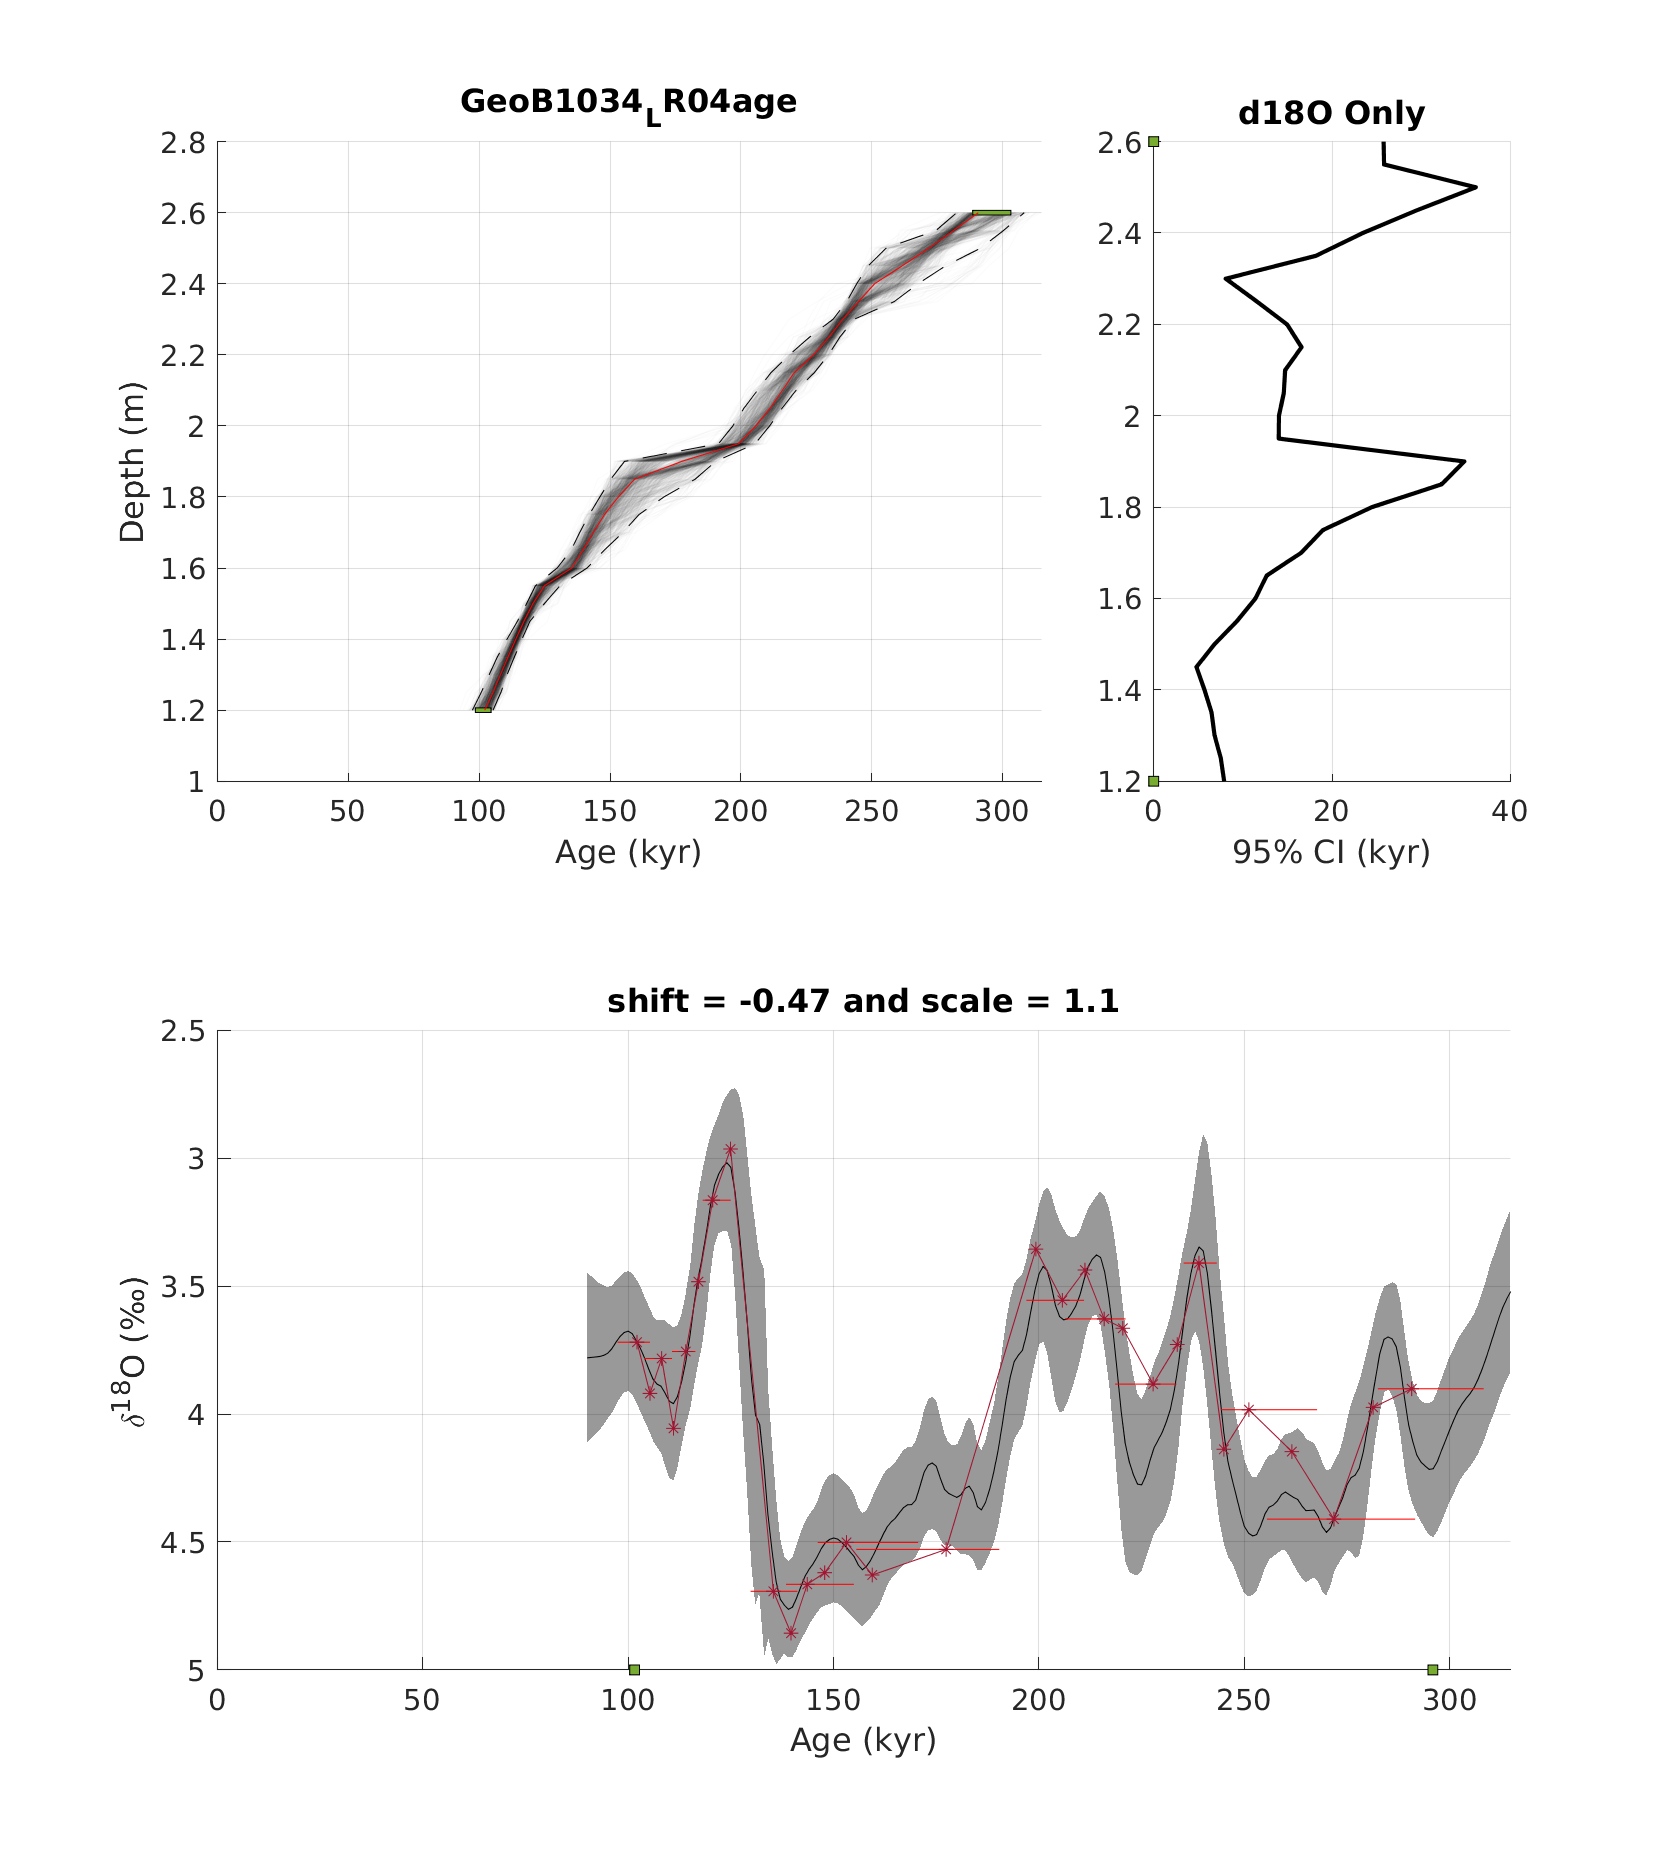 GeoB1034LR04age
2.8
2.6
2.4
2.2
2
1.8
1.6
1.4
1.2
1
Depth (m)
0 50 100 150 200 250 300
Age (kyr)
d18O Only
2.6
2.4
2.2
2
1.8
1.6
1.4
1.2
0 20 40
95% CI (kyr)
shift = -0.47 and scale = 1.1
2.5
3
3.5
4
4.5
5
δ18O (‰)
0 50 100 150 200 250 300
Age (kyr)